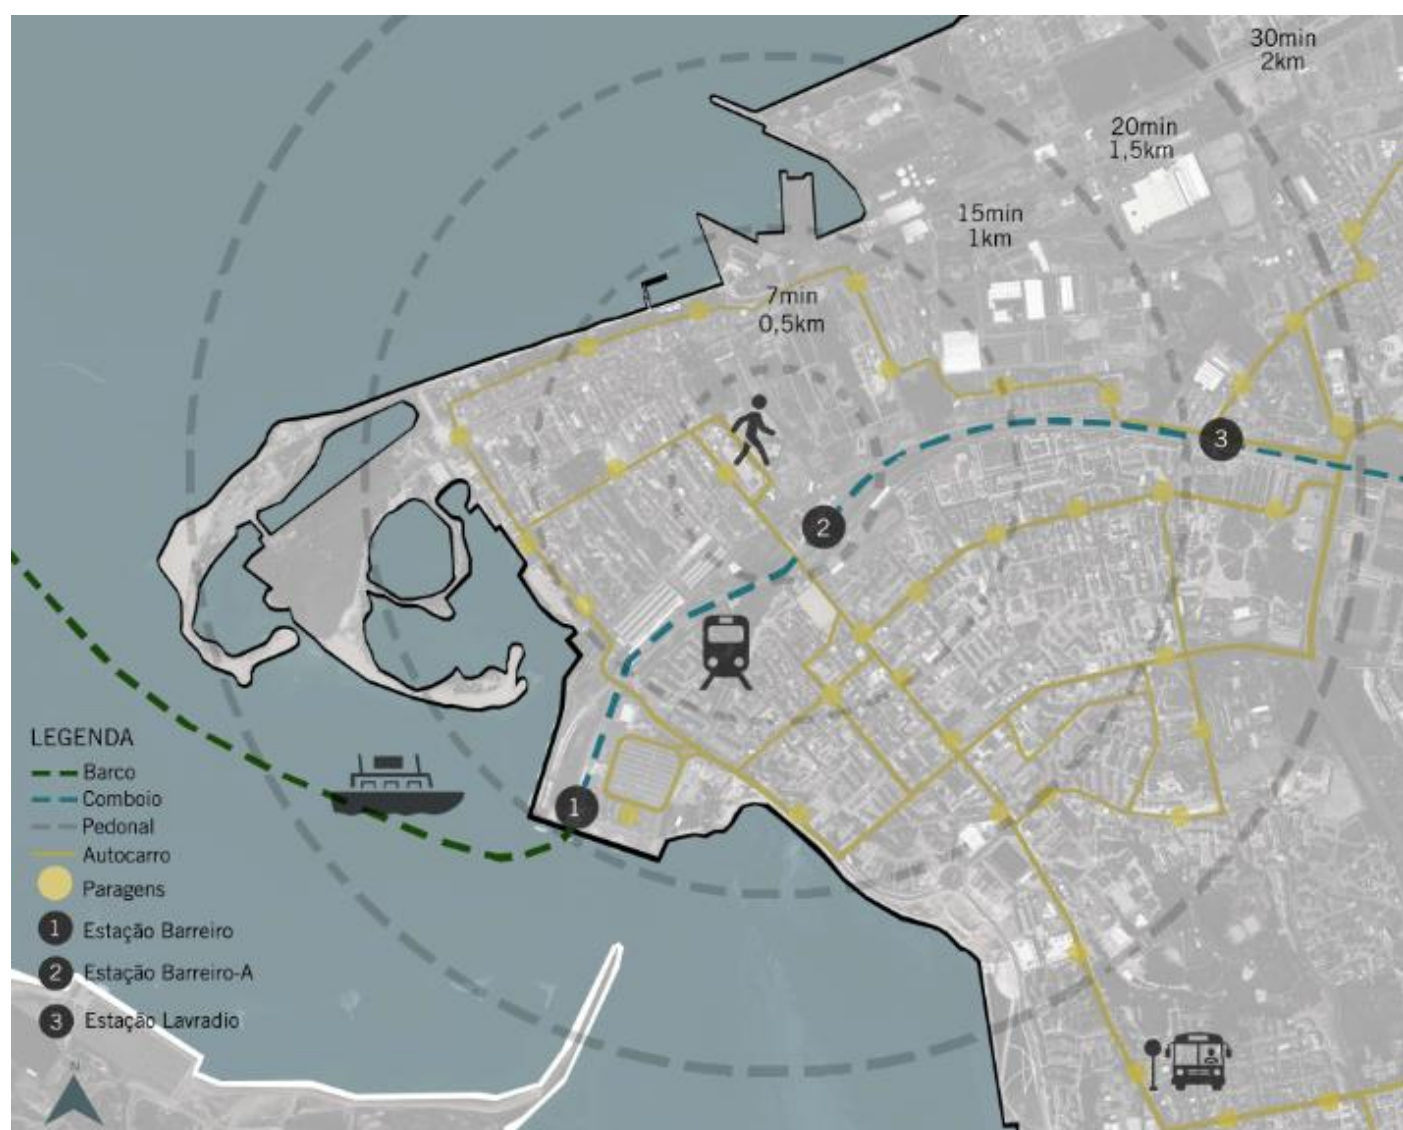 30min
2km
20min
1,5km
15min
1km
7min
0,5km
2
3
1
LEGENDA
Barco
Comboio
Pedonal
Autocarro
Paragens
1 Estação Barreiro
2 Estação Barreiro-A
3 Estação Lavradio
N